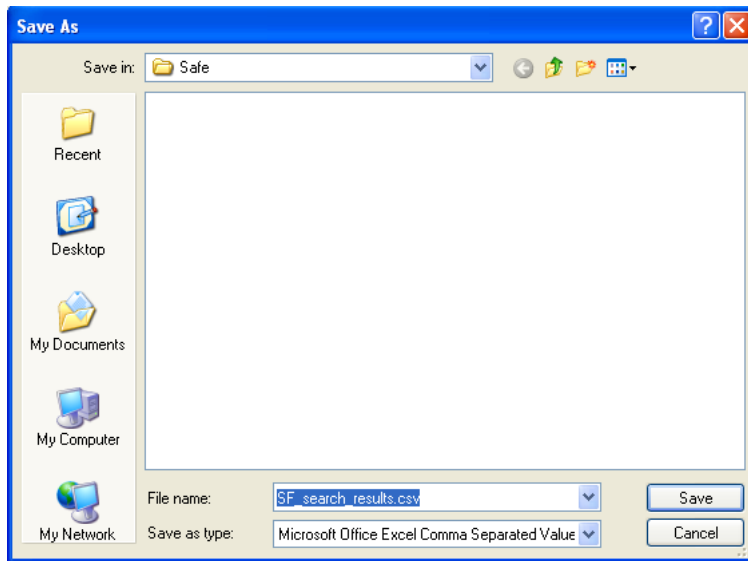 Save As
Save in: Safe
Recent
Desktop
My Documents
My Computer
My Network
File name: SF_search_results.csv Save
Save as type: Microsoft Office Excel Comma Separated Value Cancel